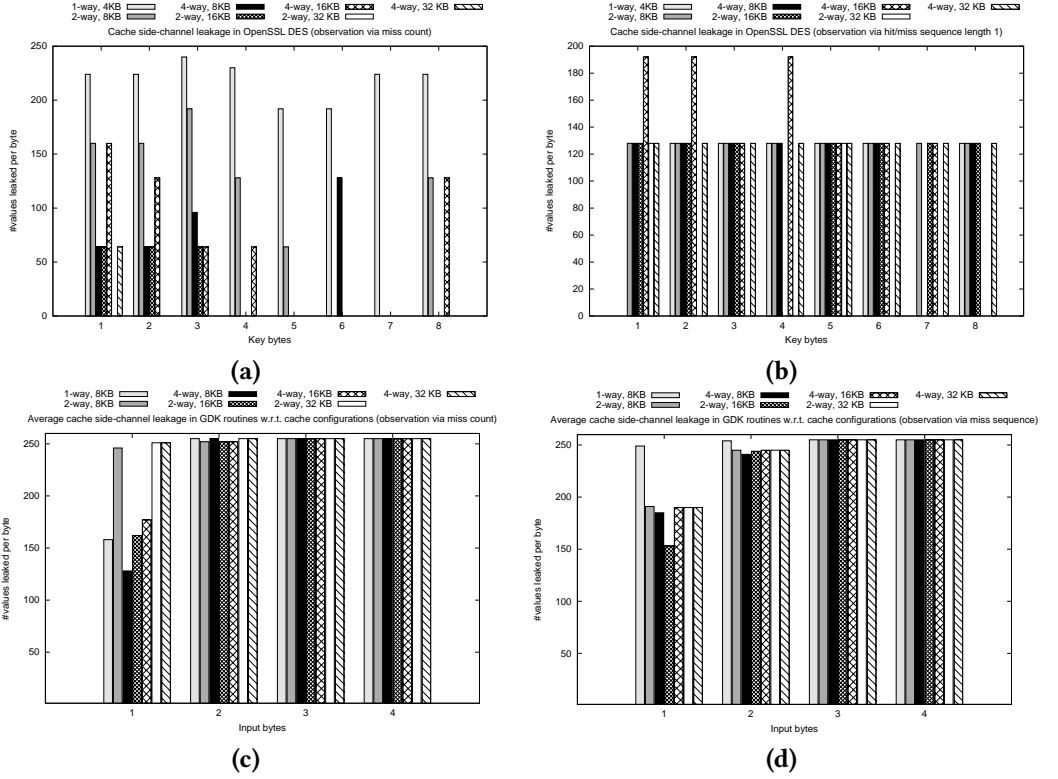 1-way, 4KB 4-way, 8KB 4-way, 16KB 4-way, 32 KB
2-way, 8KB 2-way, 16KB 2-way, 32 KB
Cache side-channel leakage in OpenSSL DES (observation via miss count)
250
200
150
100
50
0
#values leaked per byte
1 2 3 4 5 6 7 8
Key bytes
(a)
1-way, 4KB 4-way, 8KB 4-way, 16KB 4-way, 32 KB
2-way, 8KB 2-way, 16KB 2-way, 32 KB
Cache side-channel leakage in OpenSSL DES (observation via hit/miss sequence length 1)
200
180
160
140
120
100
80
60
40
20
0
#values leaked per byte
1 2 3 4 5 6 7 8
Key bytes
(b)
1-way, 8KB 4-way, 8KB 4-way, 16KB 4-way, 32 KB
2-way, 8KB 2-way, 16KB 2-way, 32 KB
Average cache side-channel leakage in GDK routines w.r.t. cache configurations (observation via miss count)
250
200
150
100
50
#values leaked per byte
1 2 3 4
Input bytes
(c)
1-way, 8KB 4-way, 8KB 4-way, 16KB 4-way, 32 KB
2-way, 8KB 2-way, 16KB 2-way, 32 KB
Average cache side-channel leakage in GDK routines w.r.t. cache configurations (observation via miss sequence)
250
200
150
100
50
#values leaked per byte
1 2 3 4
Input bytes
(d)